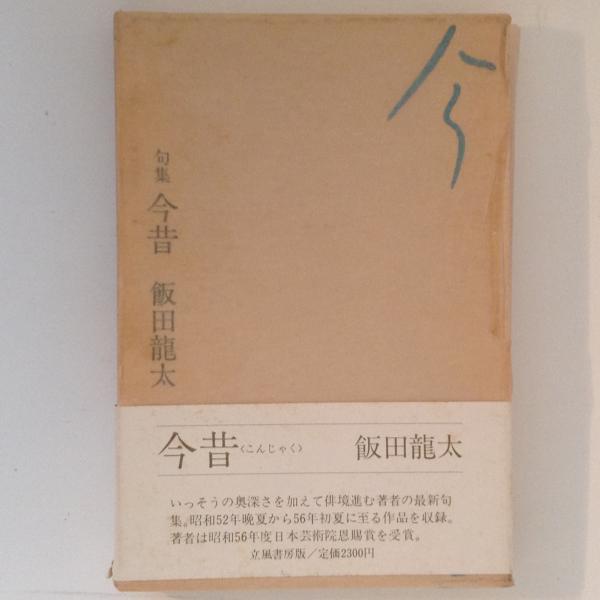 今
句集 今昔 飯田龍太
今昔〈こんじゃく〉 飯田龍太
いっそうの奥深さを加えて俳境進む著者の最新句
集。昭和52年晩夏から56年初夏に至る作品を収録。
著者は昭和56年度日本芸術院恩賜賞を受賞。
立風書房版／定価2300円